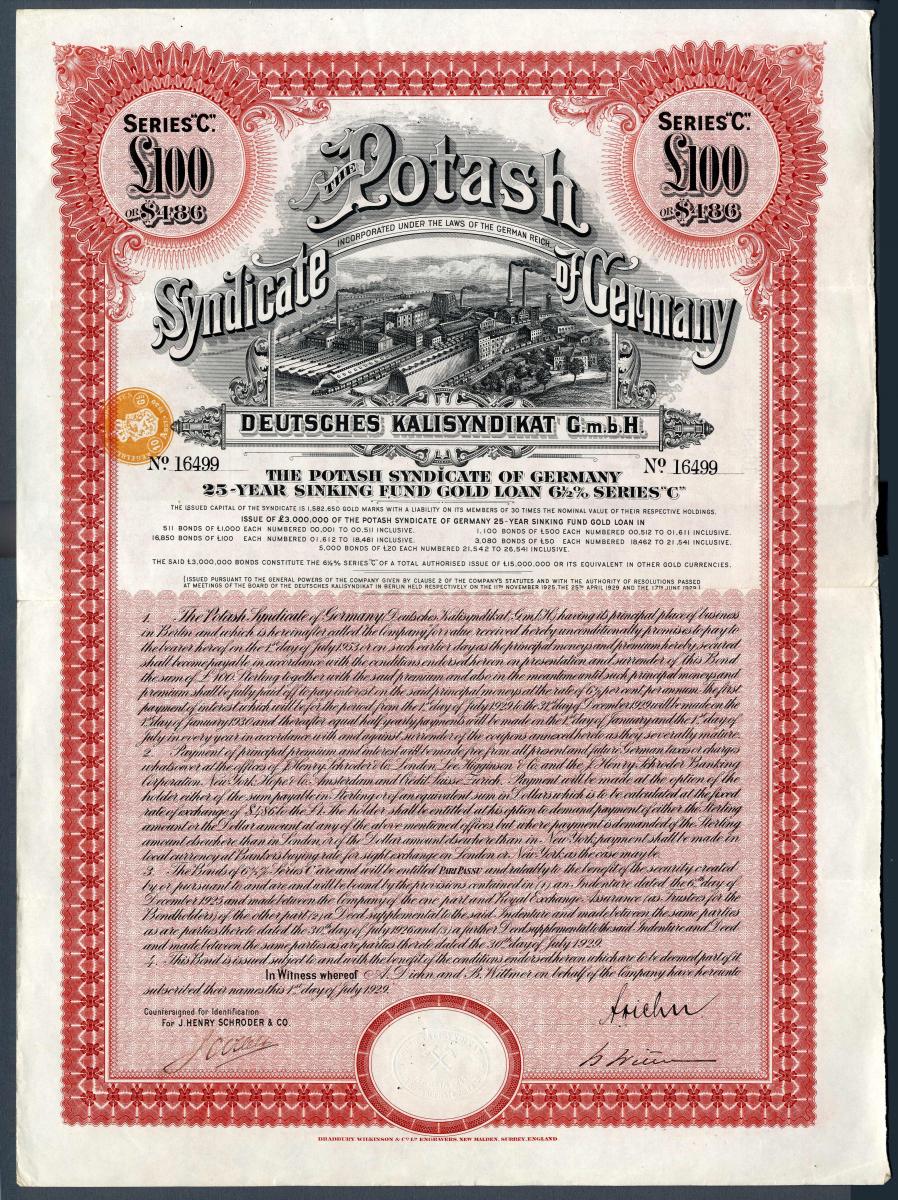 SERIES "C".
£100
OR $486
SERIES "C".
£100
OR $486
THE Potash
INCORPORATED UNDER THE LAWS OF THE GERMAN REICH.
Syndicate of Germany
DEUTSCHES KALISYNDIKAT G.m.b.H.
No 16499
No 16499
THE POTASH SYNDICATE OF GERMANY
25-YEAR SINKING FUND GOLD LOAN 6½% SERIES "C"
THE ISSUED CAPITAL OF THE SYNDICATE IS 1,582,650 GOLD MARKS WITH A LIABILITY ON ITS MEMBERS OF 30 TIMES THE NOMINAL VALUE OF THEIR RESPECTIVE HOLDINGS.
ISSUE OF £3,000,000 OF THE POTASH SYNDICATE OF GERMANY 25-YEAR SINKING FUND GOLD LOAN IN
511 BONDS OF £1,000 EACH NUMBERED 00,001 TO 00,511 INCLUSIVE. 1,100 BONDS OF £500 EACH NUMBERED 00,512 TO 01,611 INCLUSIVE.
16,850 BONDS OF £100 EACH NUMBERED 01,612 TO 18,461 INCLUSIVE. 3,080 BONDS OF £50 EACH NUMBERED 18,462 TO 21,541 INCLUSIVE.
5,000 BONDS OF £20 EACH NUMBERED 21,542 TO 26,541 INCLUSIVE.
THE SAID £3,000,000 BONDS CONSTITUTE THE 6½% SERIES "C" OF A TOTAL AUTHORISED ISSUE OF £15,000,000 OR ITS EQUIVALENT IN OTHER GOLD CURRENCIES.
[ISSUED PURSUANT TO THE GENERAL POWERS OF THE COMPANY GIVEN BY CLAUSE 2 OF THE COMPANY'S STATUTES AND WITH THE AUTHORITY OF RESOLUTIONS PASSED
AT MEETINGS OF THE BOARD OF THE DEUTSCHES KALISYNDIKAT IN BERLIN HELD RESPECTIVELY ON THE 11TH NOVEMBER 1925, THE 25TH APRIL 1929 AND THE 17TH JUNE 1929.]
1. The Potash Syndicate of Germany (Deutsches Kalisyndikat G.m.b.H.) having its principal place of business
in Berlin and which is hereinafter called the Company for value received hereby unconditionally promises to pay to
the bearer hereof on the 1st day of July 1953 or on such earlier day as the principal moneys and premium hereby secured
shall become payable in accordance with the conditions endorsed hereon on presentation and surrender of this Bond
the sum of £100. Sterling together with the said premium and also in the meantime until such principal moneys and
premium shall be fully paid off to pay interest on the said principal moneys at the rate of 6½ per cent per annum. The first
payment of interest which will be for the period from the 1st day of July 1929 to the 31st day of December 1929 will be made on the
1st day of January 1930 and thereafter equal half-yearly payments will be made on the 1st day of January and the 1st day of
July in every year in accordance with and against surrender of the coupons annexed hereto as they severally mature.
2. Payment of principal premium and interest will be made free from all present and future German taxes or charges
whatsoever at the offices of J. Henry Schroder & Co. London, Lee, Higginson & Co. and the J. Henry Schroder Banking
Corporation, New York, Hope & Co. Amsterdam and Crédit Suisse, Zurich. Payment will be made at the option of the
holder either of the sum payable in Sterling or of an equivalent sum in Dollars which is to be calculated at the fixed
rate of exchange of $4.86 to the £1. The holder shall be entitled at his option to demand payment of either the Sterling
amount or the Dollar amount at any of the above mentioned offices but where payment is demanded of the Sterling
amount elsewhere than in London or of the Dollar amount elsewhere than in New York payment shall be made in
local currency at Bankers buying rate for sight exchange on London or New York as the case may be.
3. The Bonds of 6½% Series "C" are and will be entitled PARI PASSU and rateably to the benefit of the security created
by or pursuant to and are and will be bound by the provisions contained in (1) an Indenture dated the 6th day of
December 1925 and made between the Company of the one part and Royal Exchange Assurance (as Trustees for the
Bondholders) of the other part (2) a Deed supplemental to the said Indenture and made between the same parties
as are parties thereto dated the 30th day of July 1926 and (3) a further Deed supplemental to the said Indenture and Deed
and made between the same parties as are parties thereto dated the 30th day of July 1929.
4. This Bond is issued subject to and with the benefit of the conditions endorsed hereon which are to be deemed part of it.
In Witness whereof A. Diehn and B. Wittmer on behalf of the Company have hereunto
subscribed their names this 1st day of July 1929.
Countersigned for Identification
For J. HENRY SCHRODER & CO.
ADiehn
BRADBURY, WILKINSON & Co Ld ENGRAVERS, NEW MALDEN, SURREY, ENGLAND